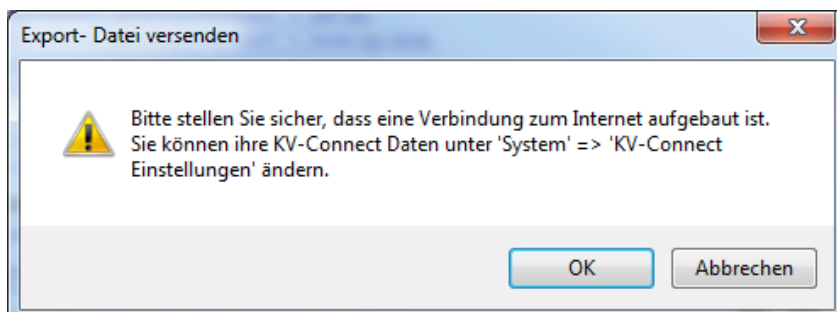 Export- Datei versenden
Bitte stellen Sie sicher, dass eine Verbindung zum Internet aufgebaut ist.
Sie können ihre KV-Connect Daten unter 'System' => 'KV-Connect
Einstellungen' ändern.
OK
Abbrechen